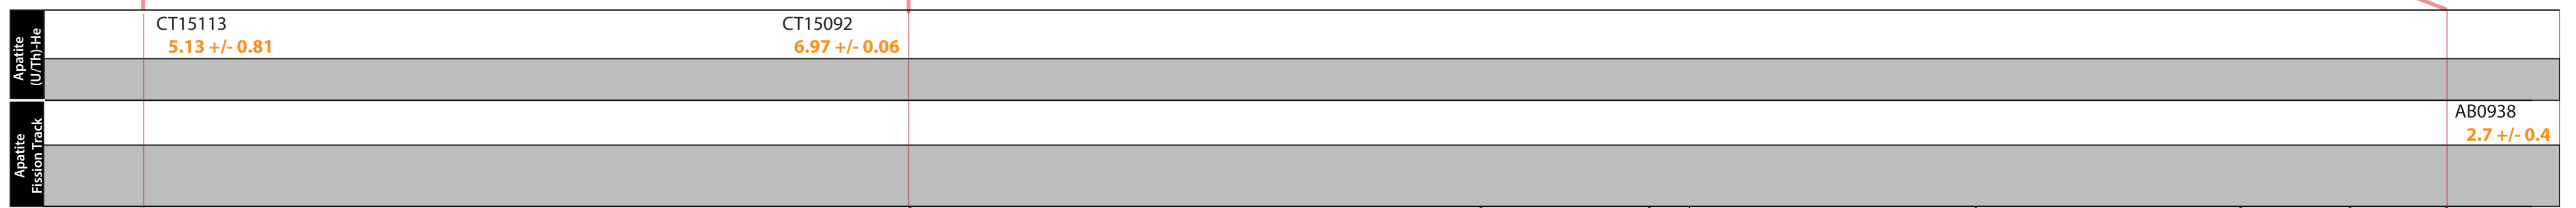 Apatite
(U/Th)-He
CT15113
5.13 +/- 0.81
CT15092
6.97 +/- 0.06
Apatite
Fission Track
AB0938
2.7 +/- 0.4